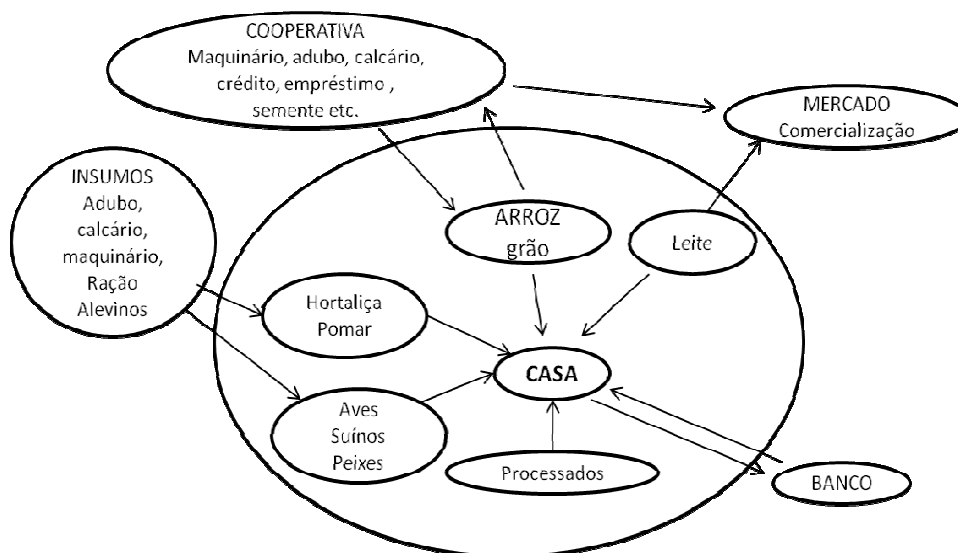 COOPERATIVA
Maquinário, adubo, calcário,
crédito, empréstimo ,
semente etc.
MERCADO
Comercialização
INSUMOS
Adubo,
calcário,
maquinário,
Ração
Alevinos
ARROZ
grão
Leite
Hortaliça
Pomar
CASA
Aves
Suínos
Peixes
Processados
BANCO